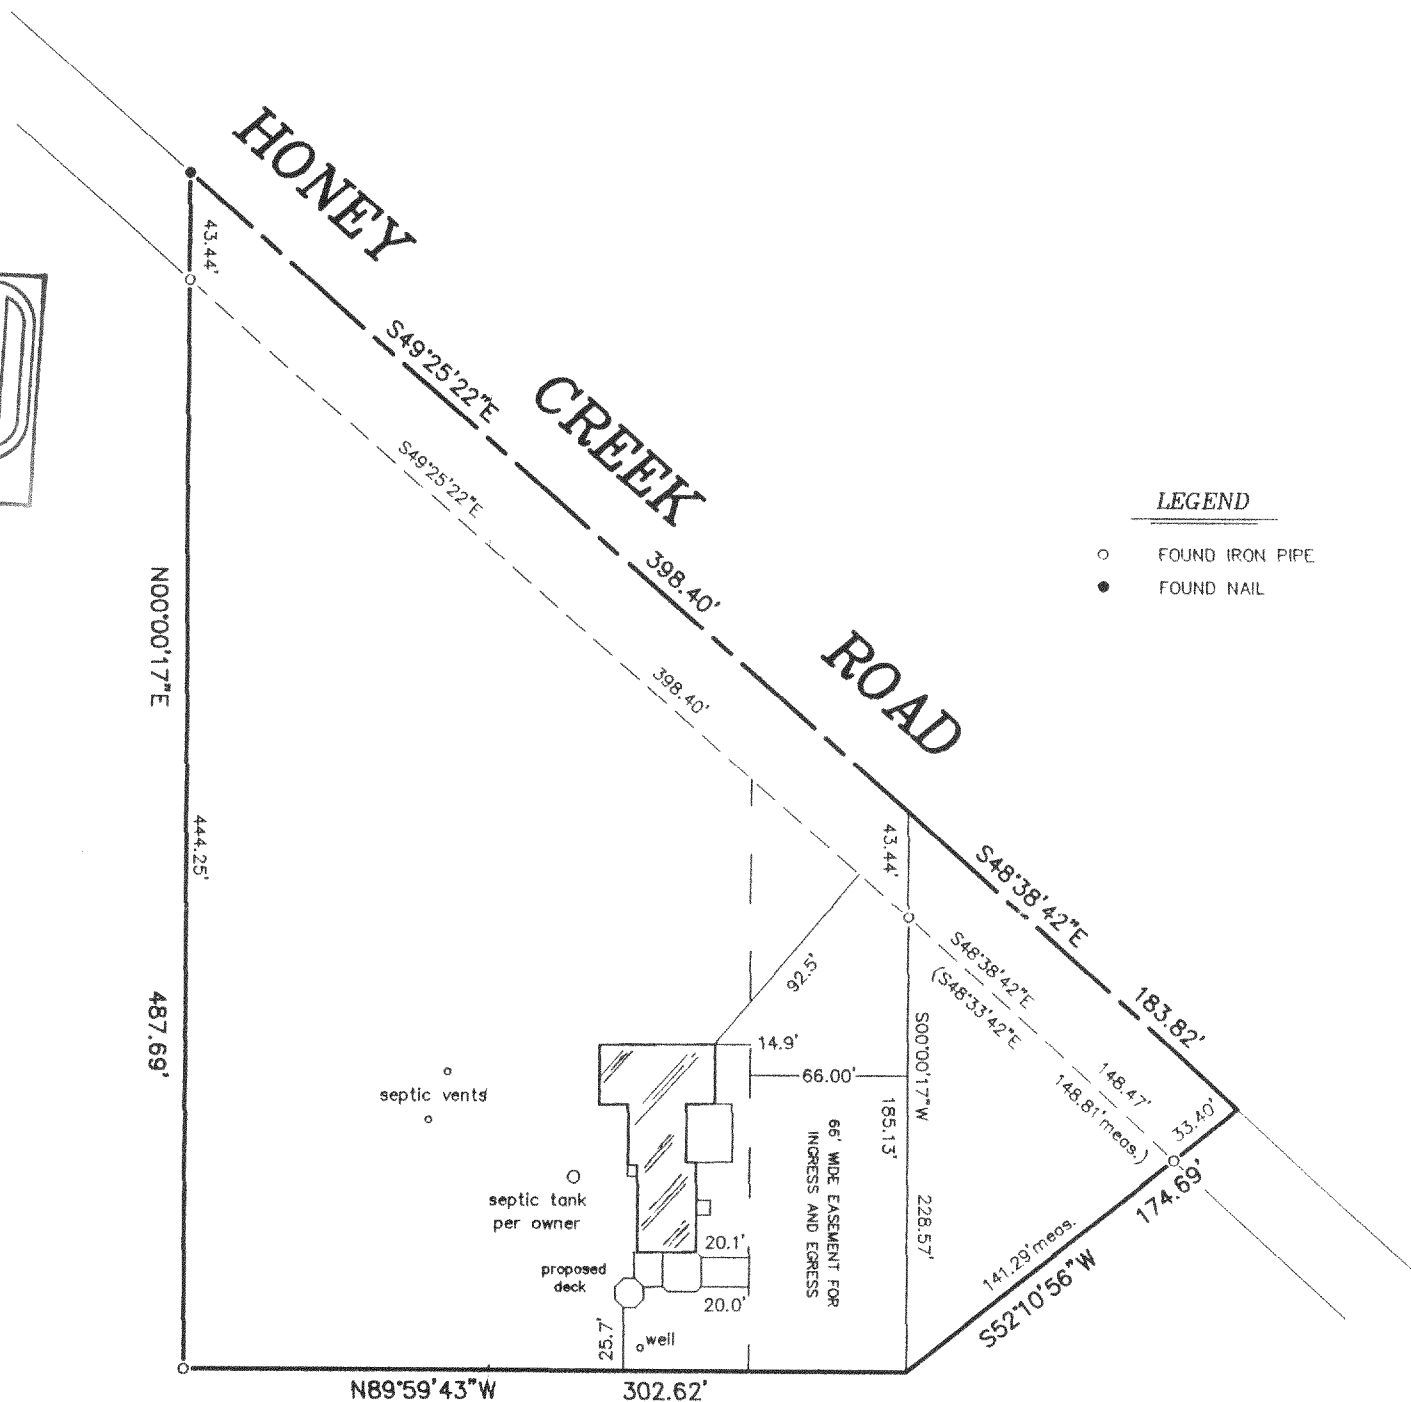 HONEY
CREEK
ROAD
43.44'
S49°25'22"E
S49°25'22"E
398.40'
398.40'
LEGEND
FOUND IRON PIPE
FOUND NAIL
N00°00'17"E
444.25'
487.69'
43.44'
S48°38'42"E
S48°38'42"E
(S48°33'42"E
183.82'
148.47'
148.81' meas.)
33.40'
174.69'
92.5'
14.9'
66.00'
S00°00'17"W
185.13'
228.57'
66' WIDE EASEMENT FOR
INGRESS AND EGRESS
septic vents
septic tank
per owner
proposed
deck
20.1'
20.0'
25.7'
well
141.29' meas.
S52°10'56"W
N89°59'43"W
302.62'